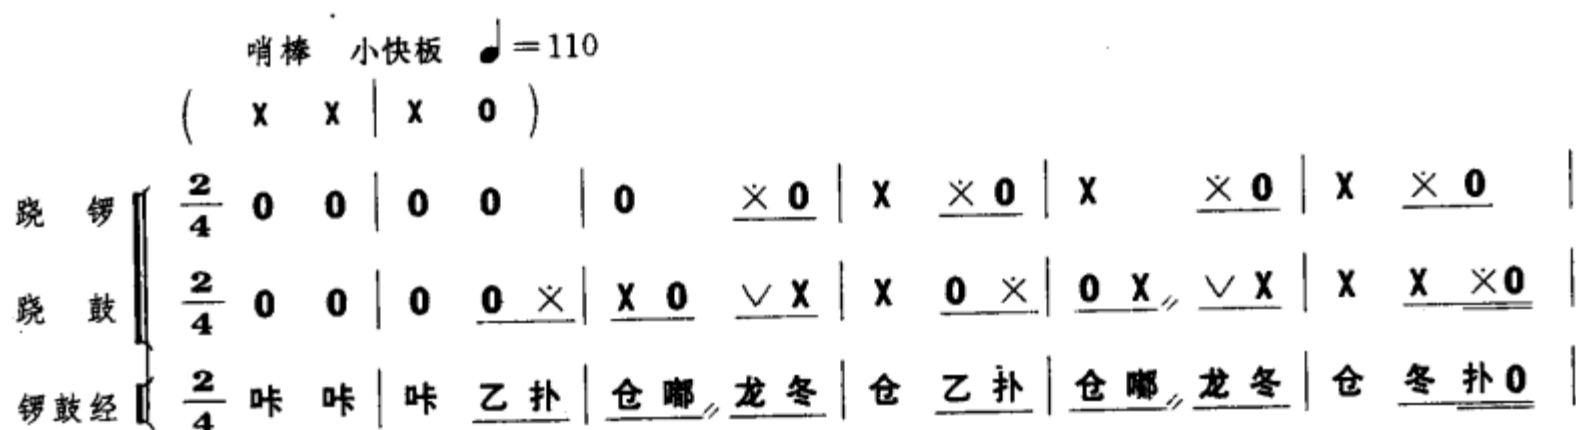 哨棒 小快板 ♩=110
( X X | X 0 )
跷 锣 2/4 0 0 | 0 0 | 0 ※ 0 | X ※ 0 | X ※ 0 | X ※ 0 |
跷 鼓 2/4 0 0 | 0 0 ※ | X 0 ∨ X | X 0 ※ | 0 X〃 ∨ X | X X ※0 |
锣鼓经 2/4 咔 咔 | 咔 乙 扑 | 仓 嘟〃 龙 冬 | 仓 乙 扑 | 仓 嘟〃 龙 冬 | 仓 冬 扑0 |